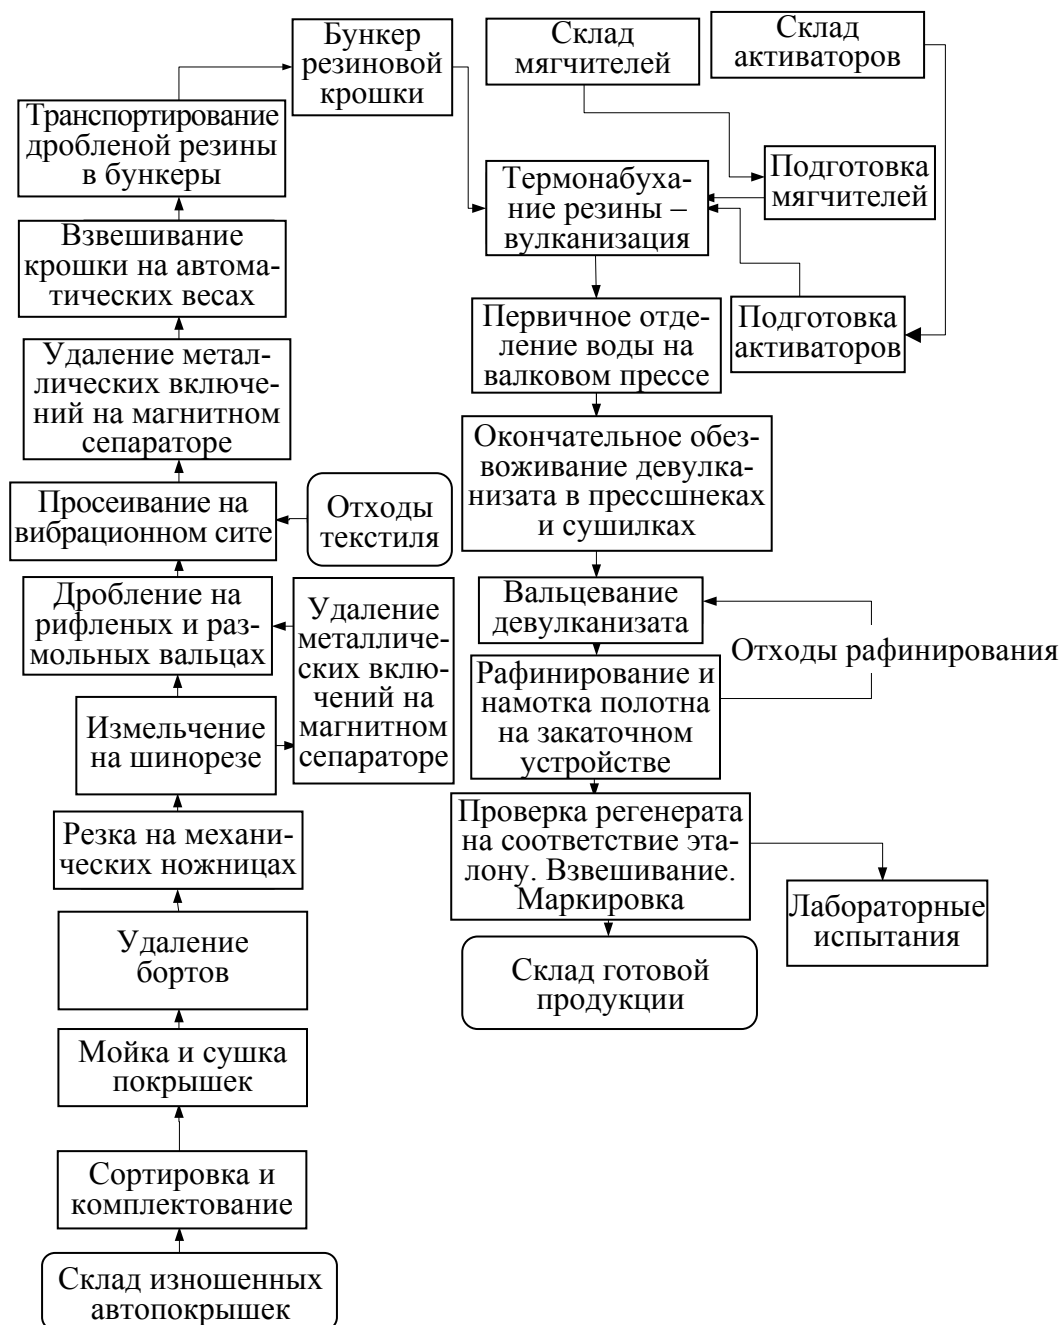 Бункер
резиновой
крошки
Склад
мягчителей
Склад
активаторов
Транспортирование
дробленой резины
в бункеры
Термонабуха-
ние резины –
вулканизация
Подготовка
мягчителей
Взвешивание
крошки на автома-
тических весах
Первичное отде-
ление воды на
валковом прессе
Подготовка
активаторов
Удаление метал-
лических включе-
ний на магнитном
сепараторе
Окончательное обез-
воживание девулка-
низата в прессшнеках
и сушилках
Просеивание на
вибрационном сите
Отходы
текстиля
Дробление на
рифленых и раз-
мольных вальцах
Удаление
металличе-
ских вклю-
чений на
магнитном
сепараторе
Вальцевание
девулканизата
Отходы рафинирования
Рафинирование и
намотка полотна
на закаточном
устройстве
Измельчение
на шинорезе
Проверка регенерата
на соответствие эта-
лону. Взвешивание.
Маркировка
Резка на механи-
ческих ножницах
Лабораторные
испытания
Удаление
бортов
Склад готовой
продукции
Мойка и сушка
покрышек
Сортировка и
комплектование
Склад изношенных
автопокрышек